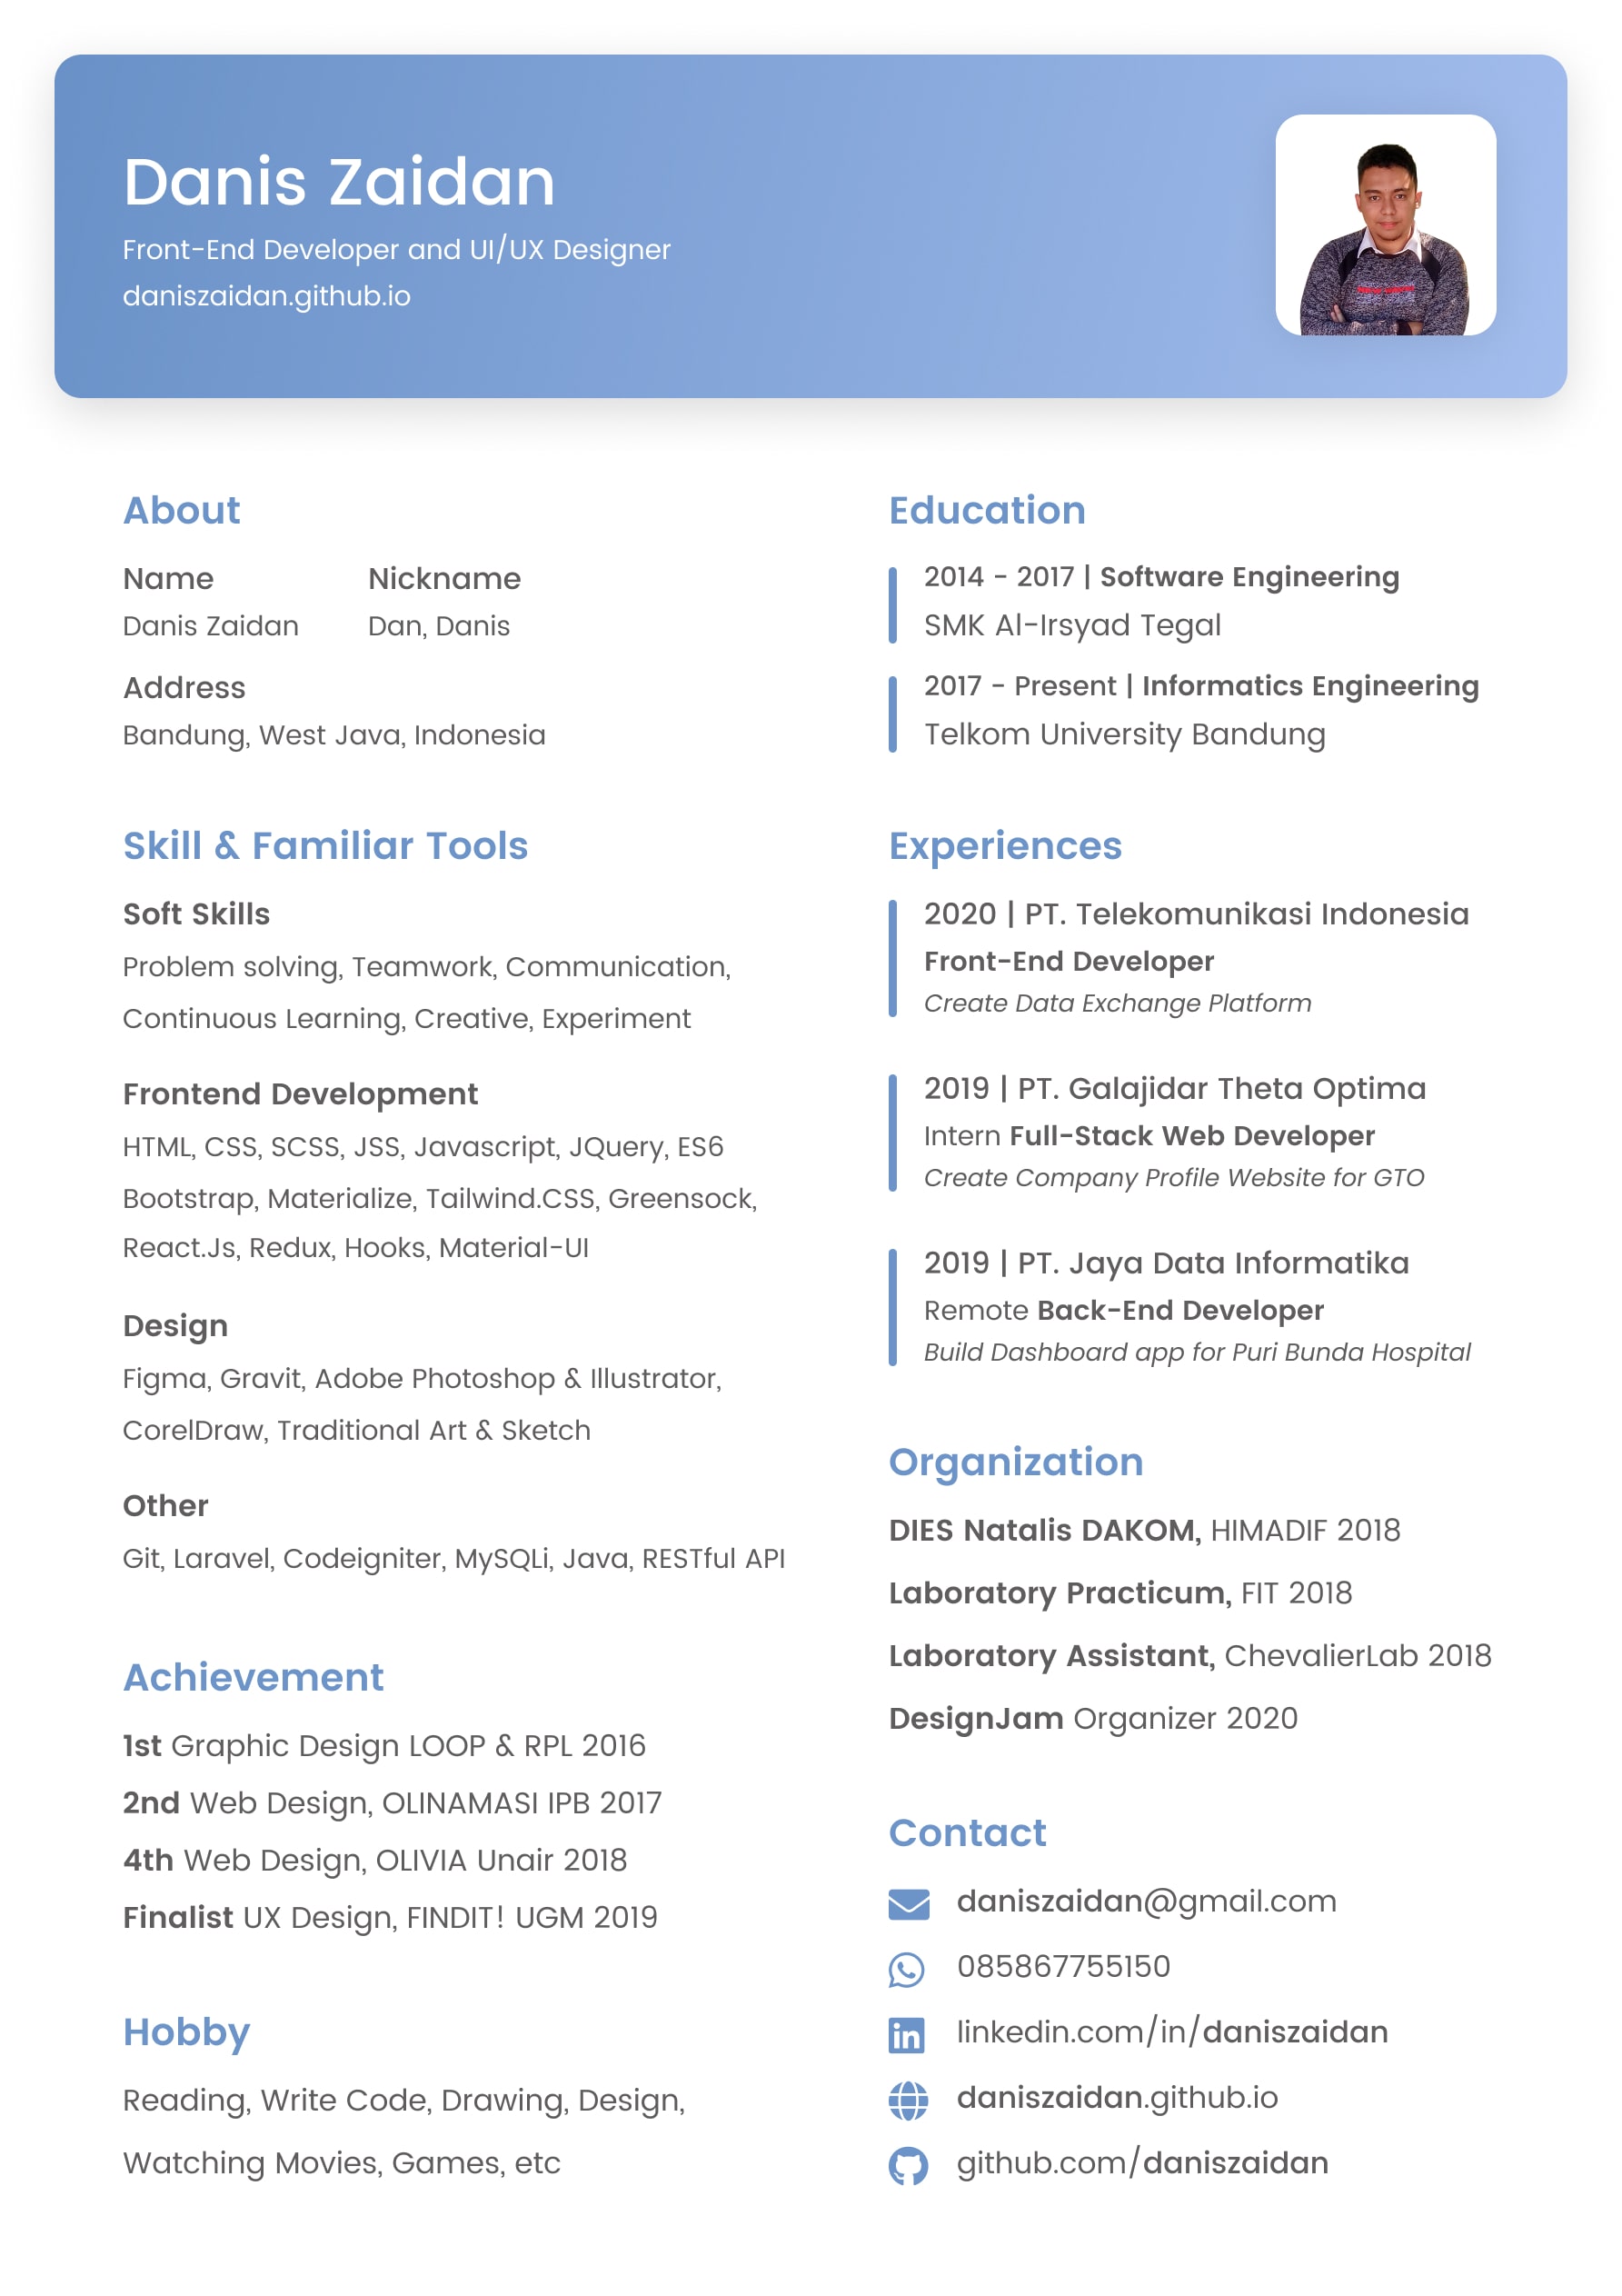 Danis Zaidan
Front-End Developer and UI/UX Designer
daniszaidan.github.io
About
Name
Nickname
Danis Zaidan
Dan, Danis
Address
Bandung, West Java, Indonesia
Skill & Familiar Tools
Soft Skills
Problem solving, Teamwork, Communication,
Continuous Learning, Creative, Experiment
Frontend Development
HTML, CSS, SCSS, JSS, Javascript, JQuery, ES6
Bootstrap, Materialize, Tailwind.CSS, Greensock,
React.Js, Redux, Hooks, Material-UI
Design
Figma, Gravit, Adobe Photoshop & Illustrator,
CorelDraw, Traditional Art & Sketch
Other
Git, Laravel, Codeigniter, MySQLi, Java, RESTful API
Achievement
1st Graphic Design LOOP & RPL 2016
2nd Web Design, OLINAMASI IPB 2017
4th Web Design, OLIVIA Unair 2018
Finalist UX Design, FINDIT! UGM 2019
Hobby
Reading, Write Code, Drawing, Design,
Watching Movies, Games, etc
Education
2014 - 2017 | Software Engineering
SMK Al-Irsyad Tegal
2017 - Present | Informatics Engineering
Telkom University Bandung
Experiences
2020 | PT. Telekomunikasi Indonesia
Front-End Developer
Create Data Exchange Platform
2019 | PT. Galajidar Theta Optima
Intern Full-Stack Web Developer
Create Company Profile Website for GTO
2019 | PT. Jaya Data Informatika
Remote Back-End Developer
Build Dashboard app for Puri Bunda Hospital
Organization
DIES Natalis DAKOM, HIMADIF 2018
Laboratory Practicum, FIT 2018
Laboratory Assistant, ChevalierLab 2018
DesignJam Organizer 2020
Contact
daniszaidan@gmail.com
085867755150
linkedin.com/in/daniszaidan
daniszaidan.github.io
github.com/daniszaidan